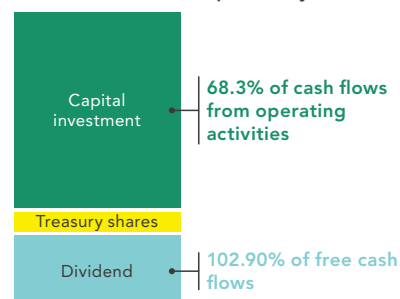 Capital
investment
68.3% of cash flows
from operating
activities
Treasury shares
Dividend
102.90% of free cash
flows